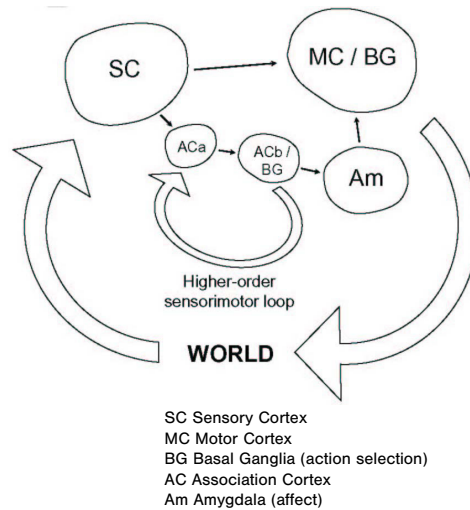 SC
MC / BG
ACa
ACb /
BG
Am
Higher-order
sensorimotor loop
WORLD
SC Sensory Cortex
MC Motor Cortex
BG Basal Ganglia (action selection)
AC Association Cortex
Am Amygdala (affect)